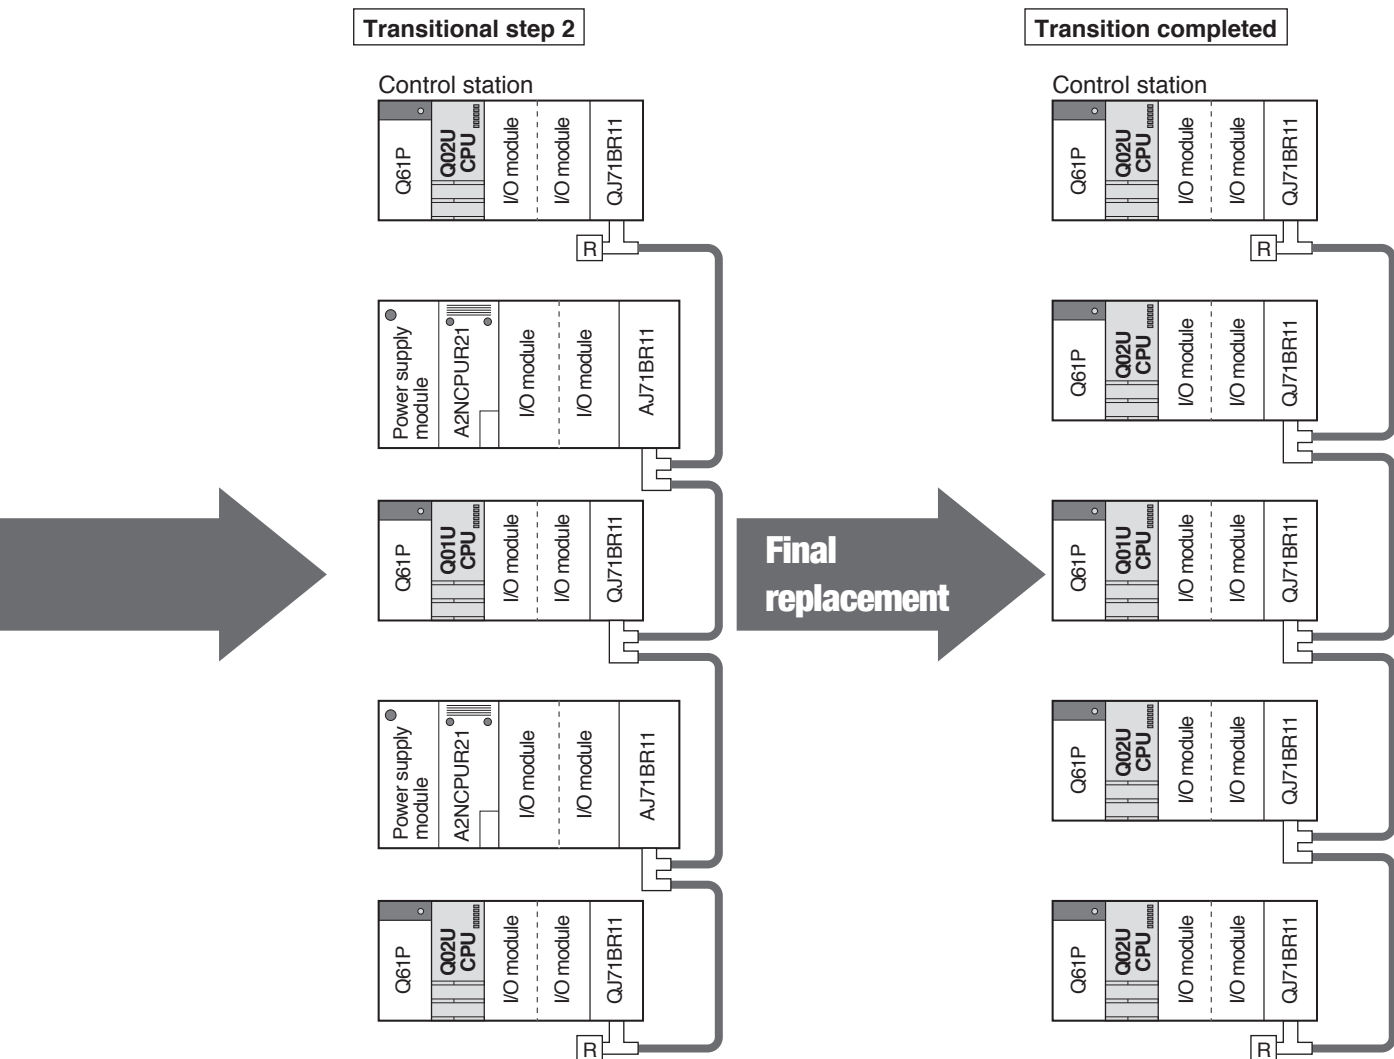 Transitional step 2
Control station
Q61P
Q02U
CPU
I/O module
I/O module
QJ71BR11
R
Power supply
module
A2NCPUR21
I/O module
I/O module
AJ71BR11
Q61P
Q01U
CPU
I/O module
I/O module
QJ71BR11
Power supply
module
A2NCPUR21
I/O module
I/O module
AJ71BR11
Q61P
Q02U
CPU
I/O module
I/O module
QJ71BR11
R
Final
replacement
Transition completed
Control station
Q61P
Q02U
CPU
I/O module
I/O module
QJ71BR11
R
Q61P
Q02U
CPU
I/O module
I/O module
QJ71BR11
Q61P
Q01U
CPU
I/O module
I/O module
QJ71BR11
Q61P
Q02U
CPU
I/O module
I/O module
QJ71BR11
Q61P
Q02U
CPU
I/O module
I/O module
QJ71BR11
R